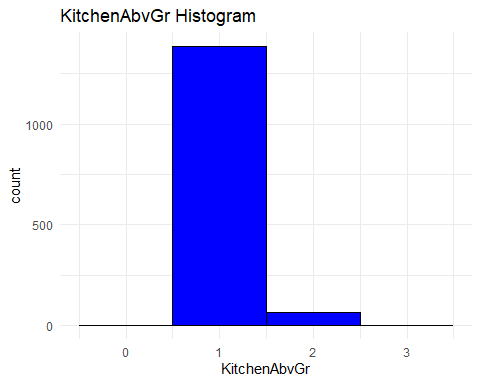 KitchenAbvGr Histogram
count
1000
500
0
0 1 2 3
KitchenAbvGr